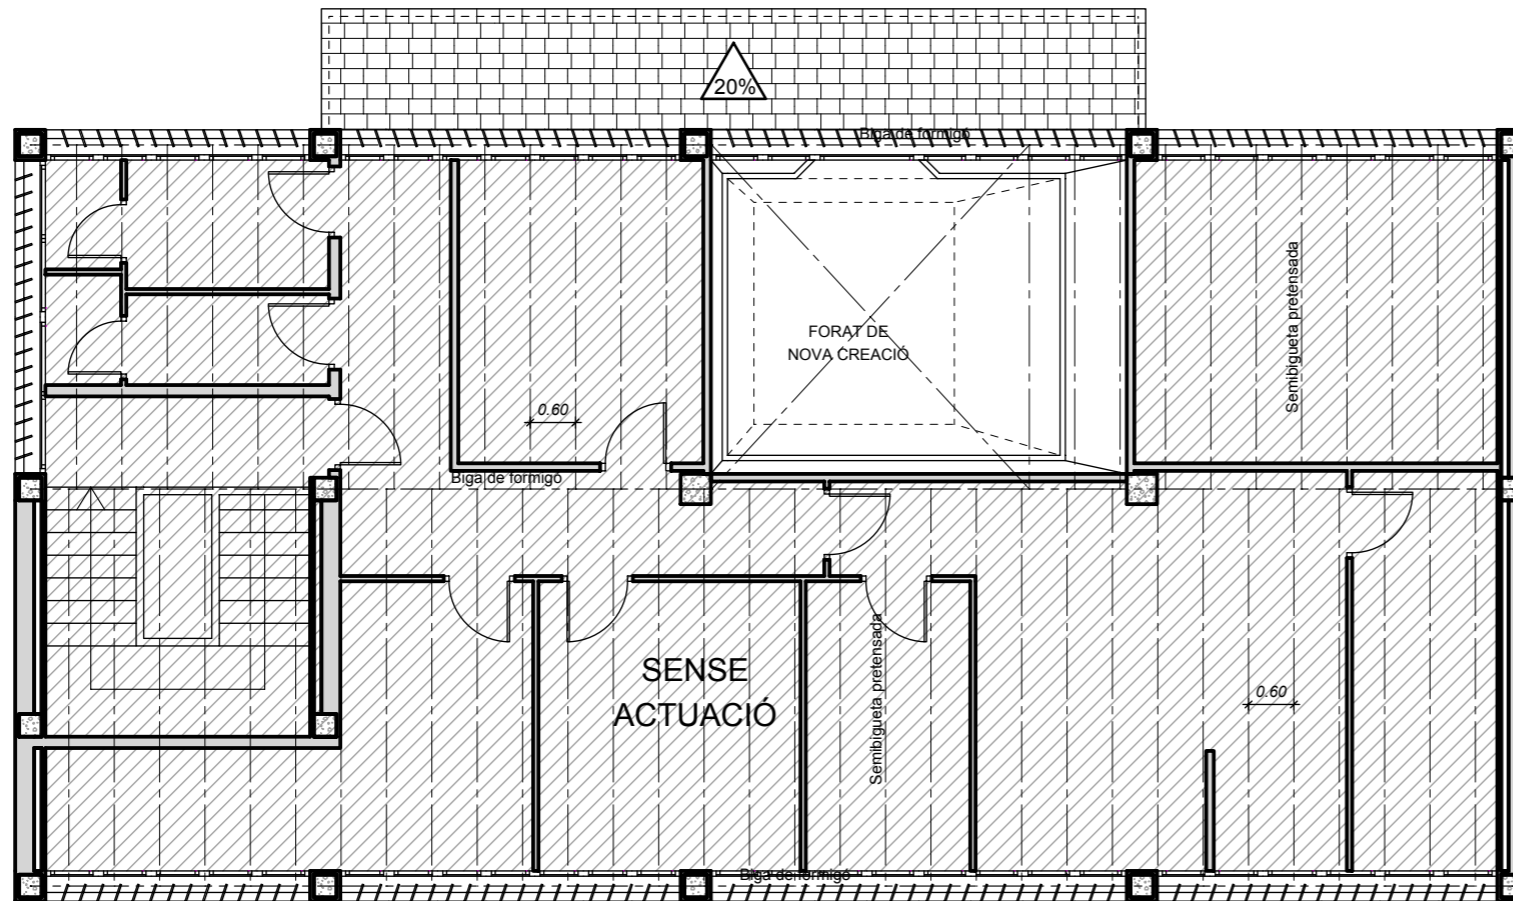 20%
Biga de formigó
Semibigueta pretensada
FORAT DE
NOVA CREACIÓ
0.60
Biga de formigó
SENSE
ACTUACIÓ
Semibigueta pretensada
0.60
Biga de formigó